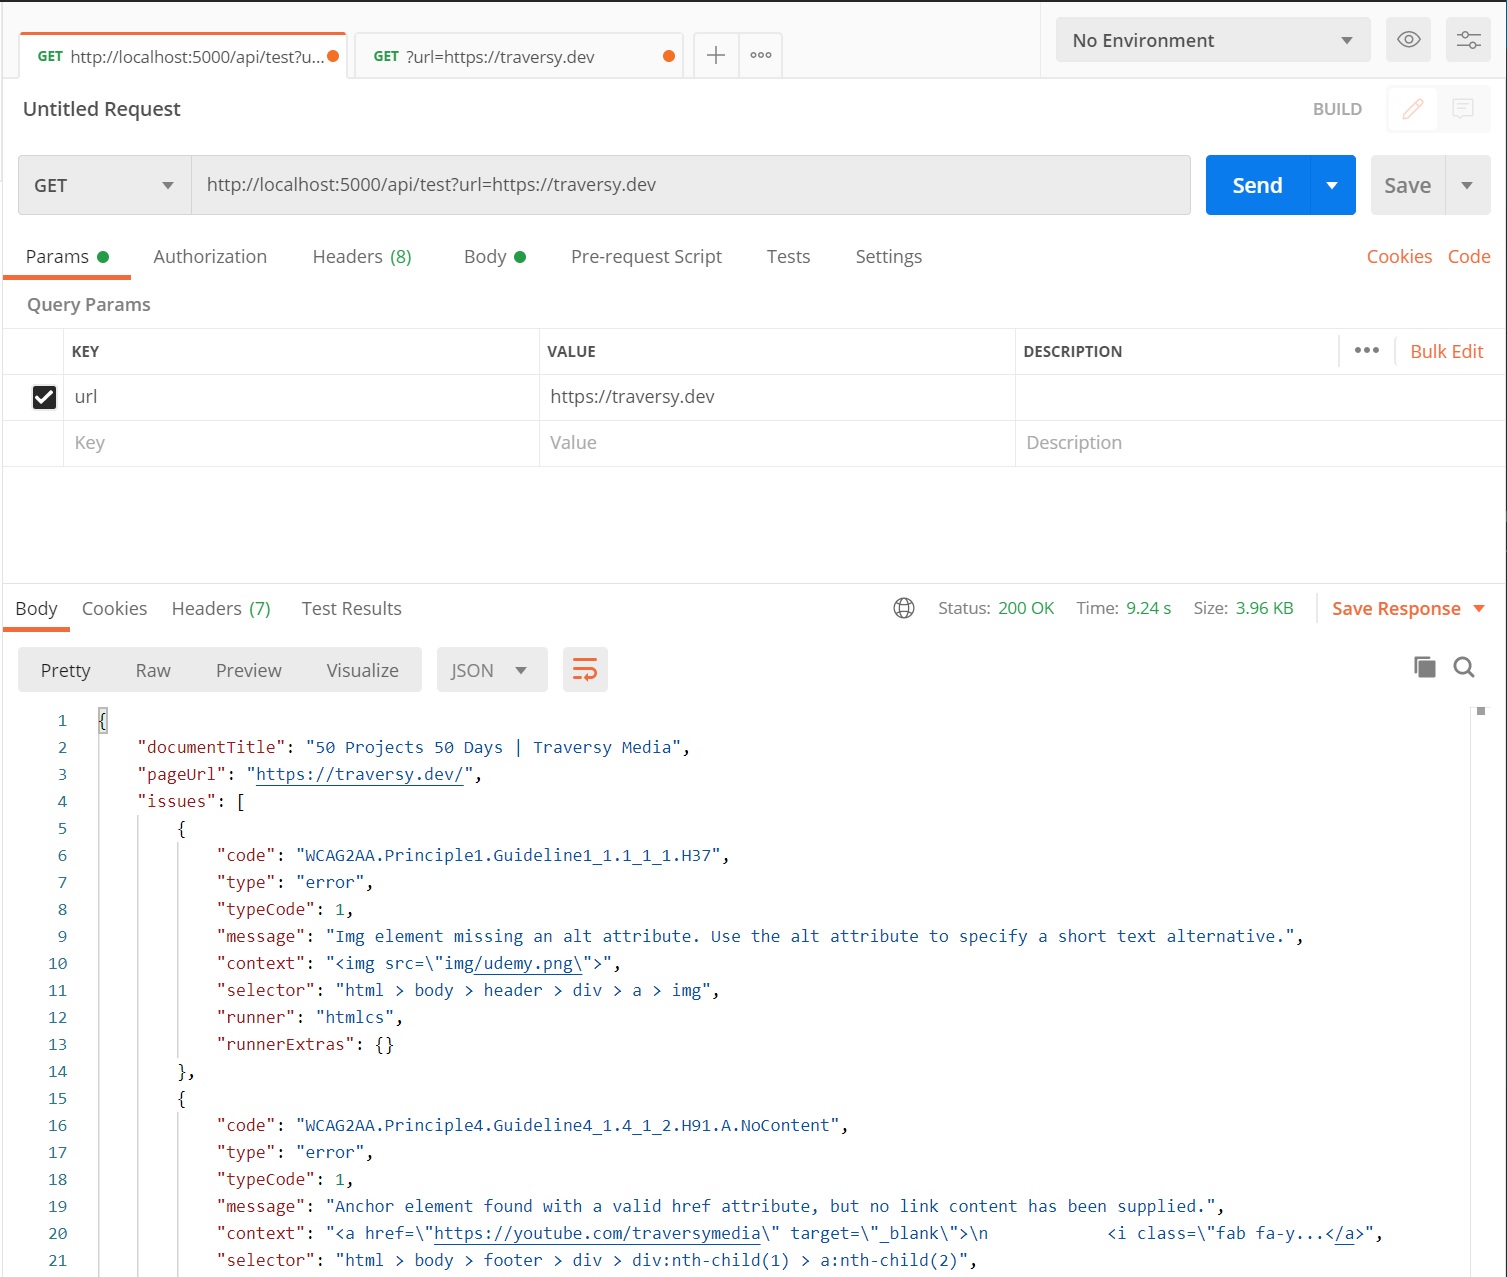 GET http://localhost:5000/api/test?u...
GET ?url=https://traversy.dev
No Environment
Untitled Request
BUILD
GET
http://localhost:5000/api/test?url=https://traversy.dev
Send
Save
Params
Authorization
Headers (8)
Body
Pre-request Script
Tests
Settings
Cookies
Code
Query Params
KEY
VALUE
DESCRIPTION
Bulk Edit
url
https://traversy.dev
Key
Value
Description
Body
Cookies
Headers (7)
Test Results
Status: 200 OK
Time: 9.24 s
Size: 3.96 KB
Save Response
Pretty
Raw
Preview
Visualize
JSON
1 {
2 "documentTitle": "50 Projects 50 Days | Traversy Media",
3 "pageUrl": "https://traversy.dev/",
4 "issues": [
5 {
6 "code": "WCAG2AA.Principle1.Guideline1_1.1_1_1.H37",
7 "type": "error",
8 "typeCode": 1,
9 "message": "Img element missing an alt attribute. Use the alt attribute to specify a short text alternative.",
10 "context": "<img src=\"img/udemy.png\">",
11 "selector": "html > body > header > div > a > img",
12 "runner": "htmlcs",
13 "runnerExtras": {}
14 },
15 {
16 "code": "WCAG2AA.Principle4.Guideline4_1.4_1_2.H91.A.NoContent",
17 "type": "error",
18 "typeCode": 1,
19 "message": "Anchor element found with a valid href attribute, but no link content has been supplied.",
20 "context": "<a href=\"https://youtube.com/traversymedia\" target=\"_blank\">\n            <i class=\"fab fa-y...</a>",
21 "selector": "html > body > footer > div > div:nth-child(1) > a:nth-child(2)",